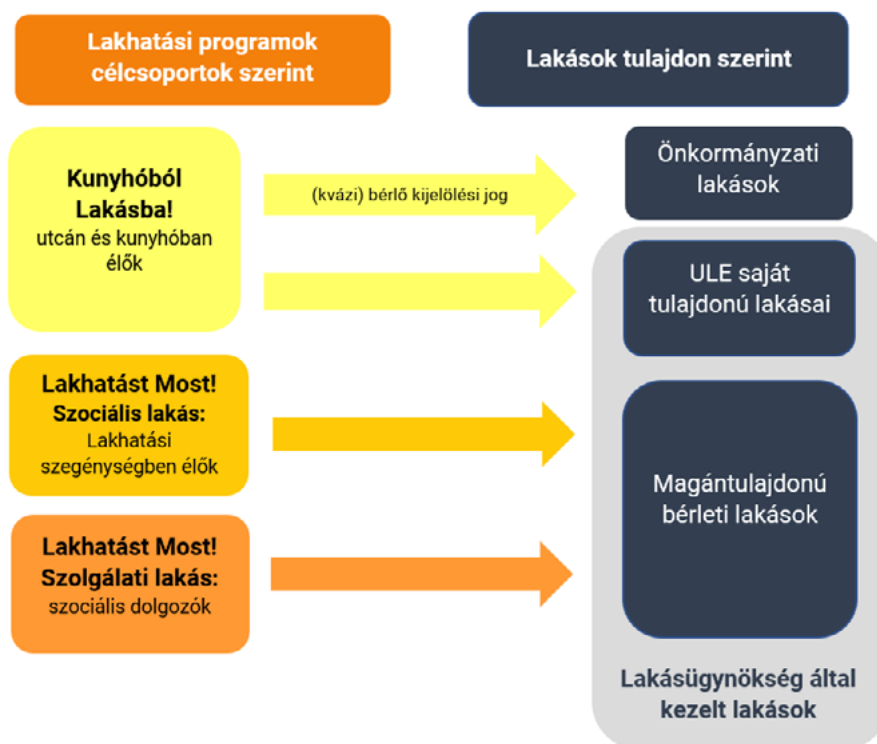 Lakhatási programok
célcsoportok szerint
Lakások tulajdon szerint
Kunyhóból
Lakásba!
utcán és kunyhóban
élők
(kvázi) bérlő kijelölési jog
Önkormányzati
lakások
ULE saját
tulajdonú lakásai
Lakhatást Most!
Szociális lakás:
Lakhatási
szegénységben élők
Magántulajdonú
bérleti lakások
Lakhatást Most!
Szolgálati lakás:
szociális dolgozók
Lakásügynökség által
kezelt lakások